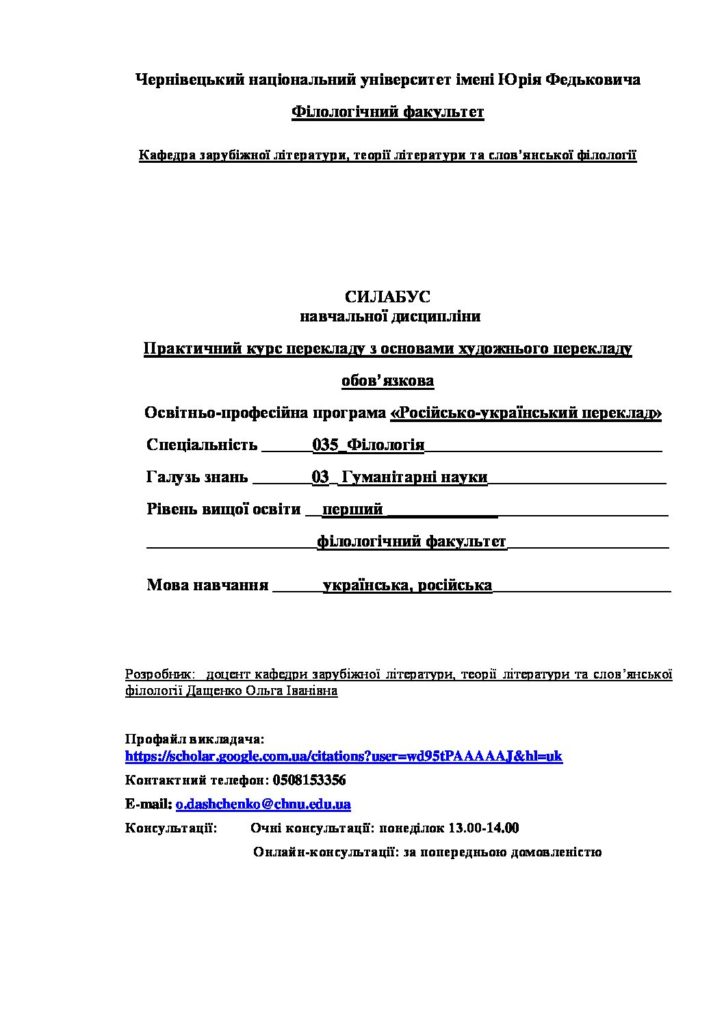 Чернівецький національний університет імені Юрія Федьковича
Філологічний факультет
Кафедра зарубіжної літератури, теорії літератури та слов’янської філології
СИЛАБУС
навчальної дисципліни
Практичний курс перекладу з основами художнього перекладу
обов’язкова
Освітньо-професійна програма «Російсько-український переклад»
Спеціальність ______035_Філологія____________________________
Галузь знань _______03_ Гуманітарні науки_____________________
Рівень вищої освіти __перший _________________________________
____________________філологічний факультет___________________
Мова навчання ______українська, російська_____________________
Розробник: доцент кафедри зарубіжної літератури, теорії літератури та слов’янської
філології Дащенко Ольга Іванівна
Профайл викладача:
https://scholar.google.com.ua/citations?user=wd95tPAAAAAJ&hl=uk
Контактний телефон: 0508153356
E-mail: o.dashchenko@chnu.edu.ua
Консультації: Очні консультації: понеділок 13.00-14.00
Онлайн-консультації: за попередньою домовленістю